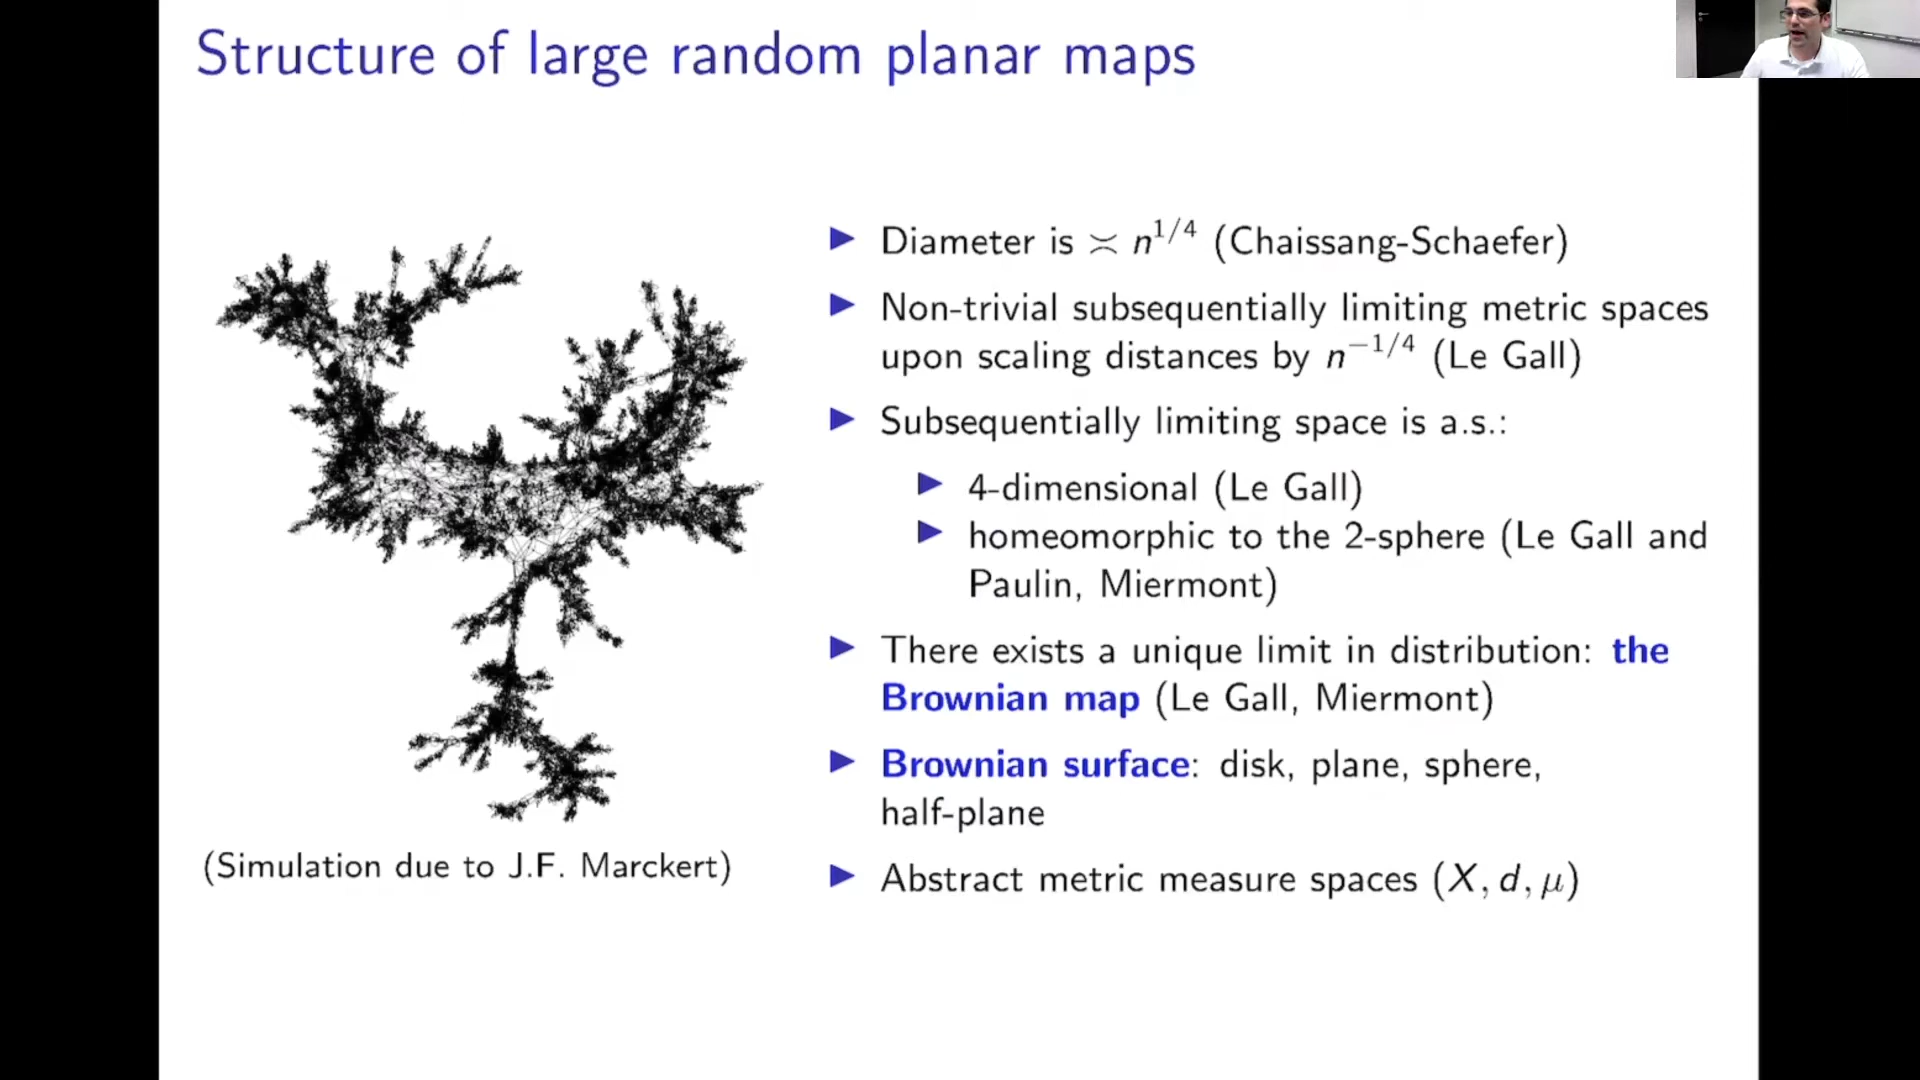 Structure of large random planar maps
▶ Diameter is ≍ n^{1/4} (Chaissang-Schaefer)
▶ Non-trivial subsequentially limiting metric spaces
upon scaling distances by n^{−1/4} (Le Gall)
▶ Subsequentially limiting space is a.s.:
▶ 4-dimensional (Le Gall)
▶ homeomorphic to the 2-sphere (Le Gall and
Paulin, Miermont)
▶ There exists a unique limit in distribution: the
Brownian map (Le Gall, Miermont)
▶ Brownian surface: disk, plane, sphere,
half-plane
▶ Abstract metric measure spaces (X, d, μ)
(Simulation due to J.F. Marckert)